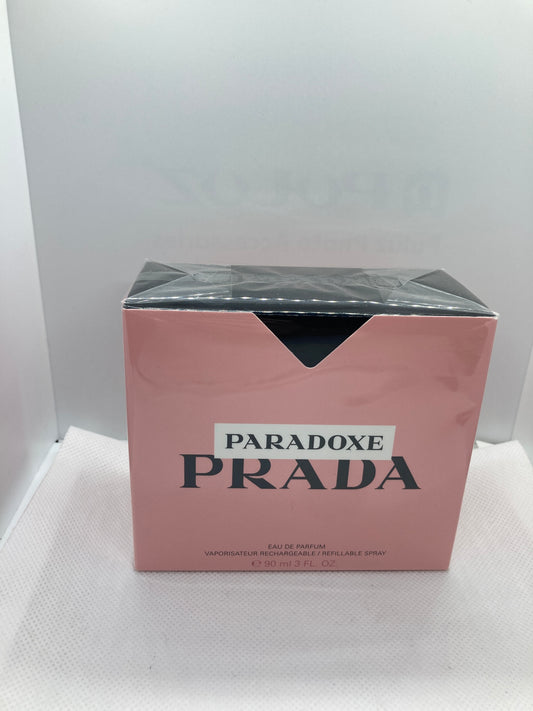 PARADOXE
PRADA
EAU DE PARFUM
VAPORISATEUR RECHARGEABLE / REFILLABLE SPRAY
℮ 90 ml 3 FL. OZ.